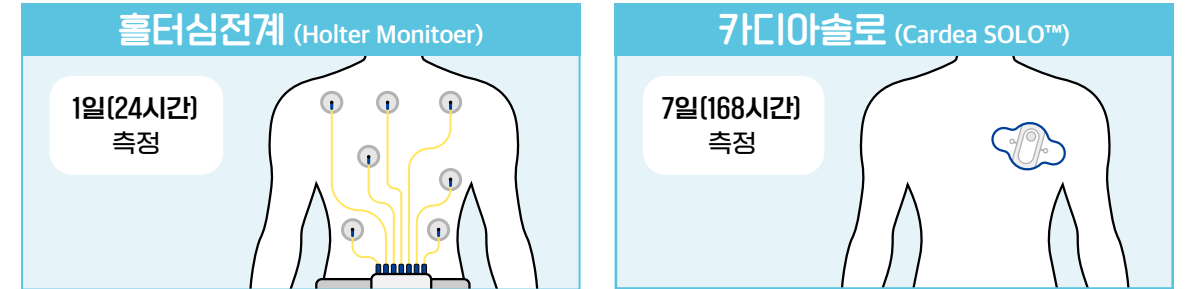 홀터심전계 (Holter Monitoer)
1일(24시간)
측정
카디아솔로 (Cardea SOLO™)
7일(168시간)
측정